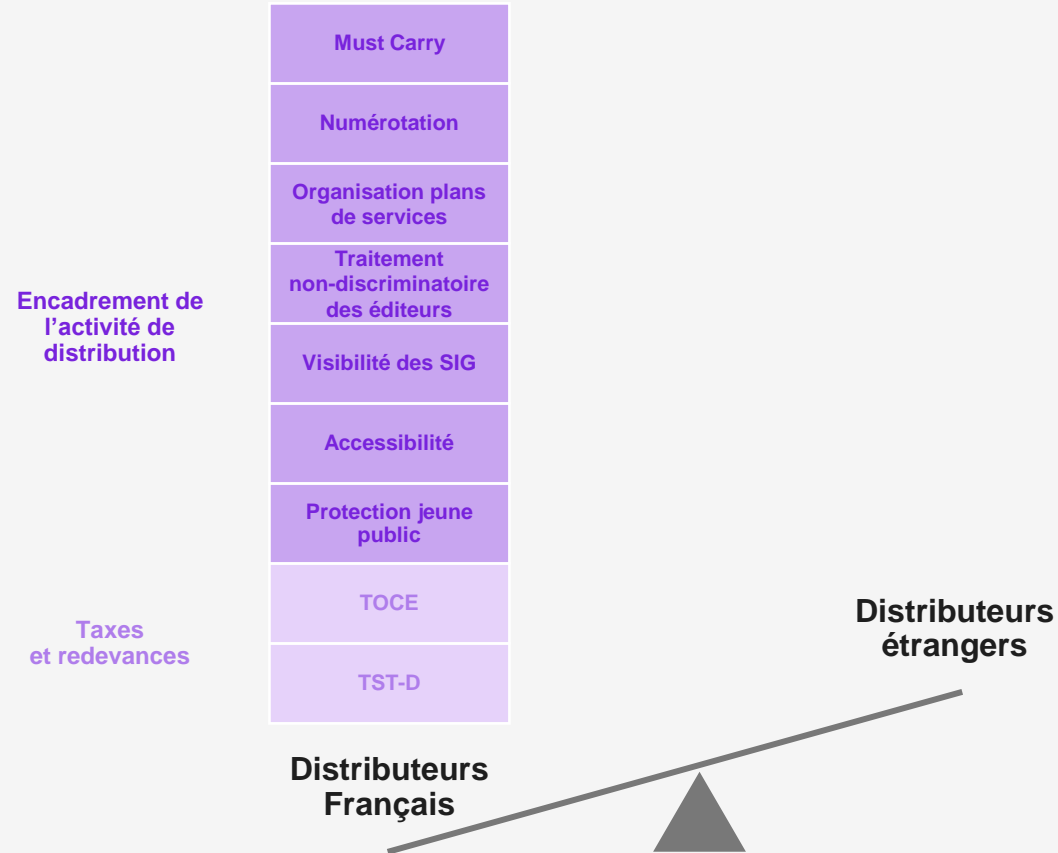 Must Carry
Numérotation
Organisation plans
de services
Traitement
non-discriminatoire
des éditeurs
Encadrement de
l’activité de
distribution
Visibilité des SIG
Accessibilité
Protection jeune
public
TOCE
Taxes
et redevances
TST-D
Distributeurs
étrangers
Distributeurs
Français